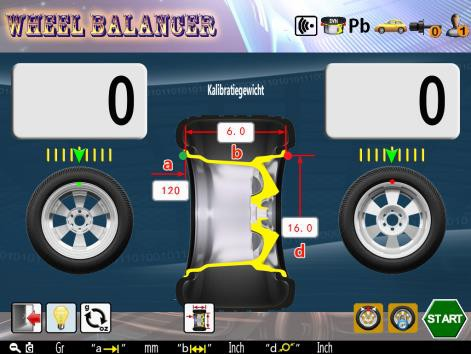 WHEEL BALANCER
DYN
Pb
0
1
0
0
Kalibratiegewicht
6.0
b
a
120
16.0
d
g
oz
START
Gr "a→" mm "b|↔|" Inch "d⌀" Inch